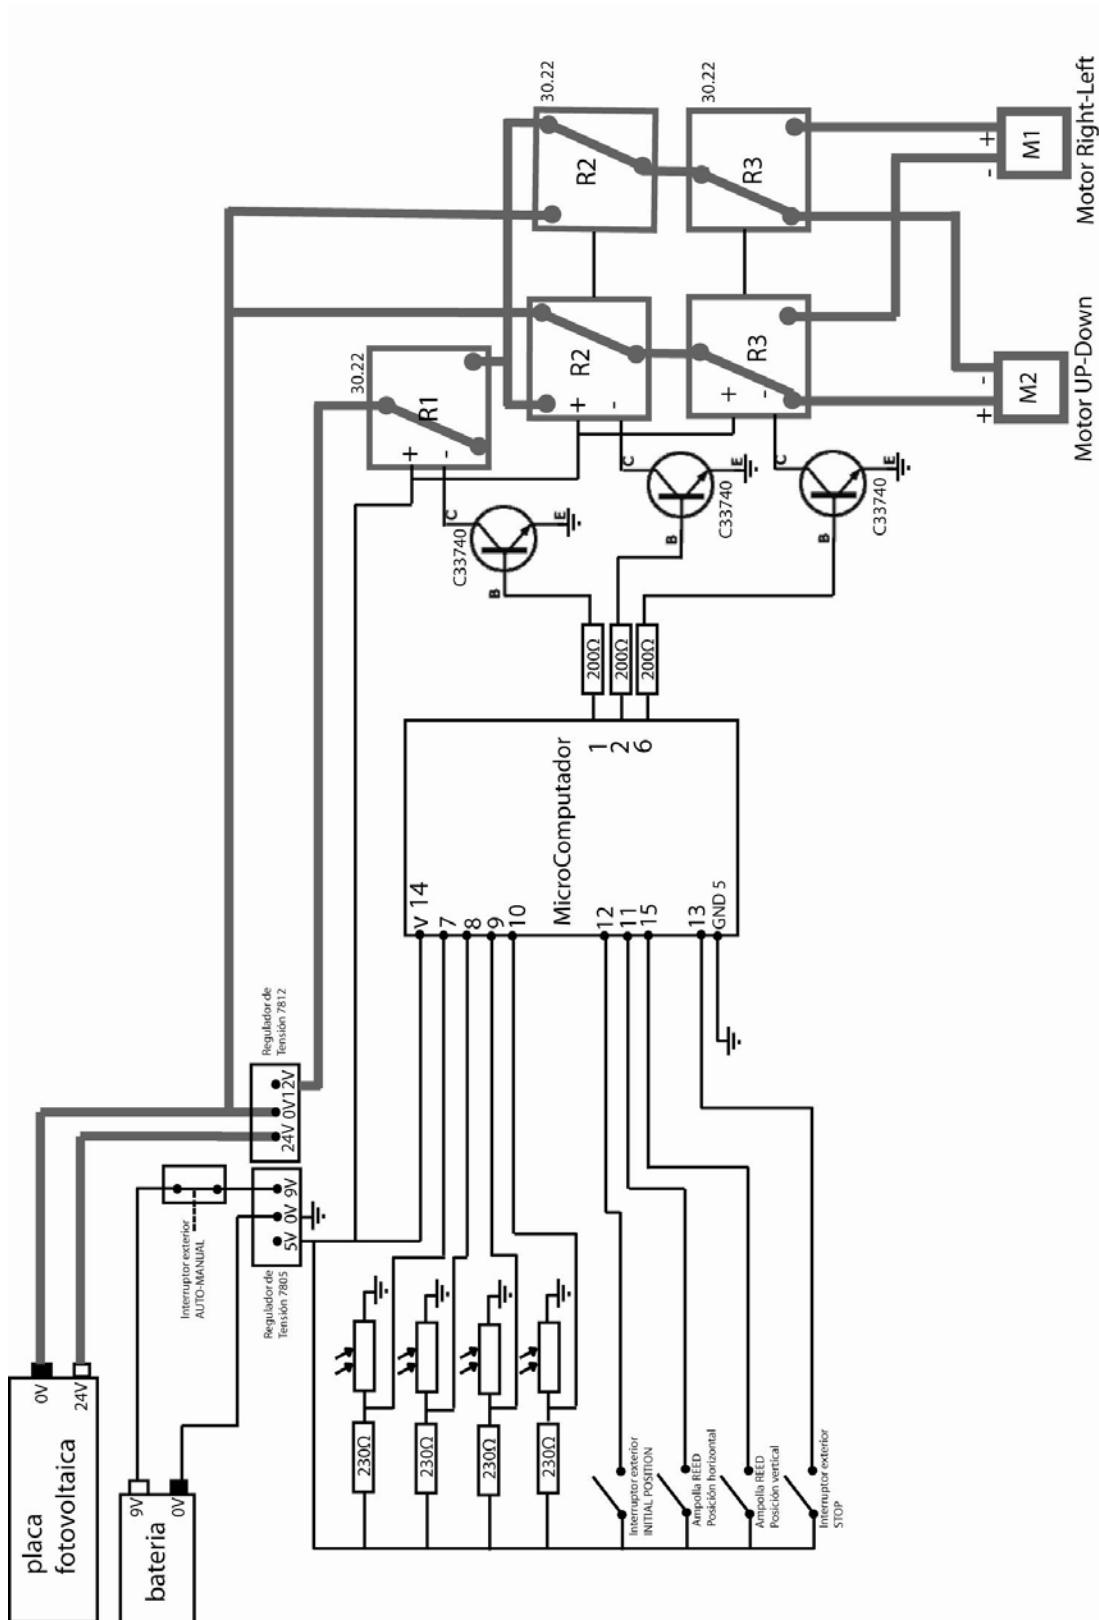 placa
fotovoltaica
0V
24V
bateria
9V
0V
Interruptor exterior
AUTO-MANUAL
Regulador de
Tensión 7805
5V
0V
9V
Regulador de
Tensión 7812
24V
0V
12V
230Ω
230Ω
230Ω
230Ω
Interruptor exterior
INITIAL POSITION
Ampolla REED
Posición horizontal
Ampolla REED
Posición vertical
Interruptor exterior
STOP
MicroComputador
V 14
7
8
9
10
12
11
15
13
GND 5
1
2
6
200Ω
200Ω
200Ω
B
C
E
C33740
B
C
E
C33740
B
C
E
C33740
30.22
R1
+
-
30.22
R2
R2
+
-
30.22
R3
R3
+
-
+
-
M1
Motor Right-Left
+
-
M2
Motor UP-Down